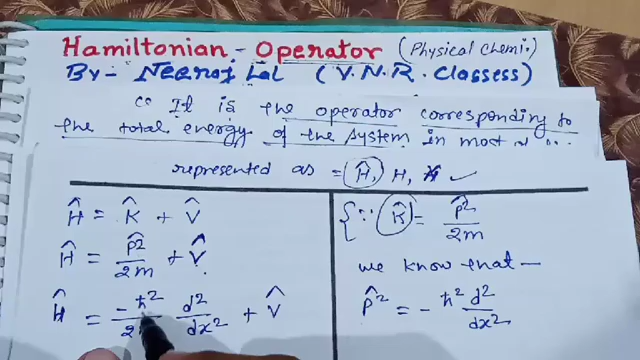 Hamiltonian - Operator (Physical Chemi.)
By - Neeraj Lal (V.N.R. Classess)
It is the operator corresponding to
the total energy of the system in most
represented as = Ĥ, H,
Ĥ = K̂ + V̂
Ĥ = P̂²/2m + V̂
Ĥ = -ħ²/2 d²/dx² + V̂
{∵ K̂ = P̂²/2m
we know that —
P̂² = - ħ² d²/dx²